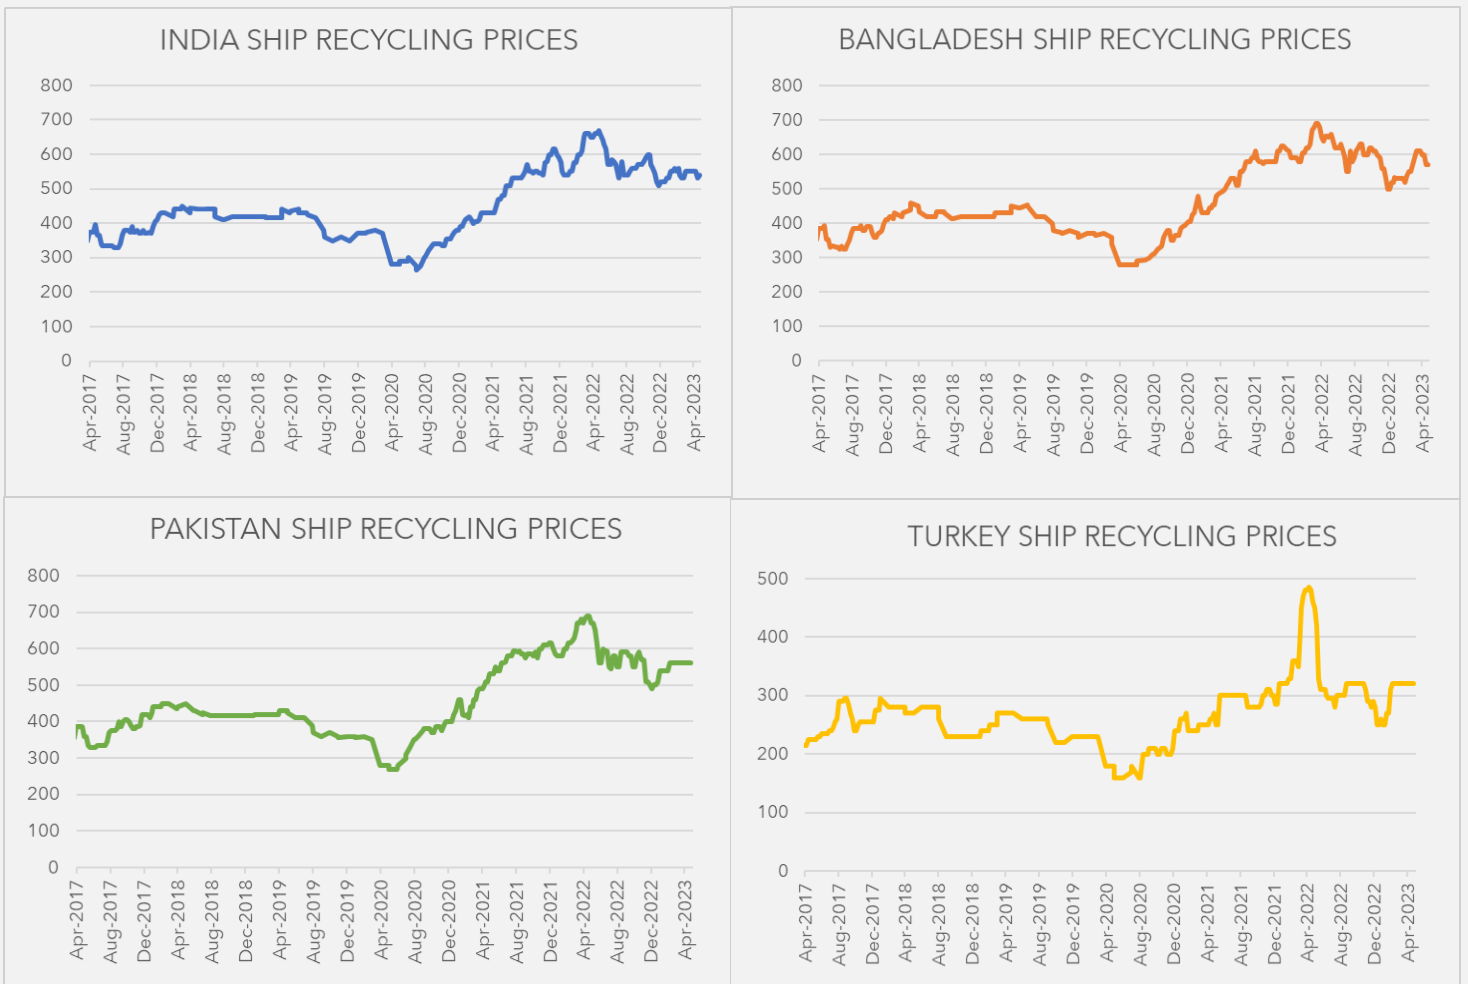 INDIA SHIP RECYCLING PRICES
800
700
600
500
400
300
200
100
0
Apr-2017
Aug-2017
Dec-2017
Apr-2018
Aug-2018
Dec-2018
Apr-2019
Aug-2019
Dec-2019
Apr-2020
Aug-2020
Dec-2020
Apr-2021
Aug-2021
Dec-2021
Apr-2022
Aug-2022
Dec-2022
Apr-2023
BANGLADESH SHIP RECYCLING PRICES
800
700
600
500
400
300
200
100
0
Apr-2017
Aug-2017
Dec-2017
Apr-2018
Aug-2018
Dec-2018
Apr-2019
Aug-2019
Dec-2019
Apr-2020
Aug-2020
Dec-2020
Apr-2021
Aug-2021
Dec-2021
Apr-2022
Aug-2022
Dec-2022
Apr-2023
PAKISTAN SHIP RECYCLING PRICES
800
700
600
500
400
300
200
100
0
Apr-2017
Aug-2017
Dec-2017
Apr-2018
Aug-2018
Dec-2018
Apr-2019
Aug-2019
Dec-2019
Apr-2020
Aug-2020
Dec-2020
Apr-2021
Aug-2021
Dec-2021
Apr-2022
Aug-2022
Dec-2022
Apr-2023
TURKEY SHIP RECYCLING PRICES
500
400
300
200
100
0
Apr-2017
Aug-2017
Dec-2017
Apr-2018
Aug-2018
Dec-2018
Apr-2019
Aug-2019
Dec-2019
Apr-2020
Aug-2020
Dec-2020
Apr-2021
Aug-2021
Dec-2021
Apr-2022
Aug-2022
Dec-2022
Apr-2023